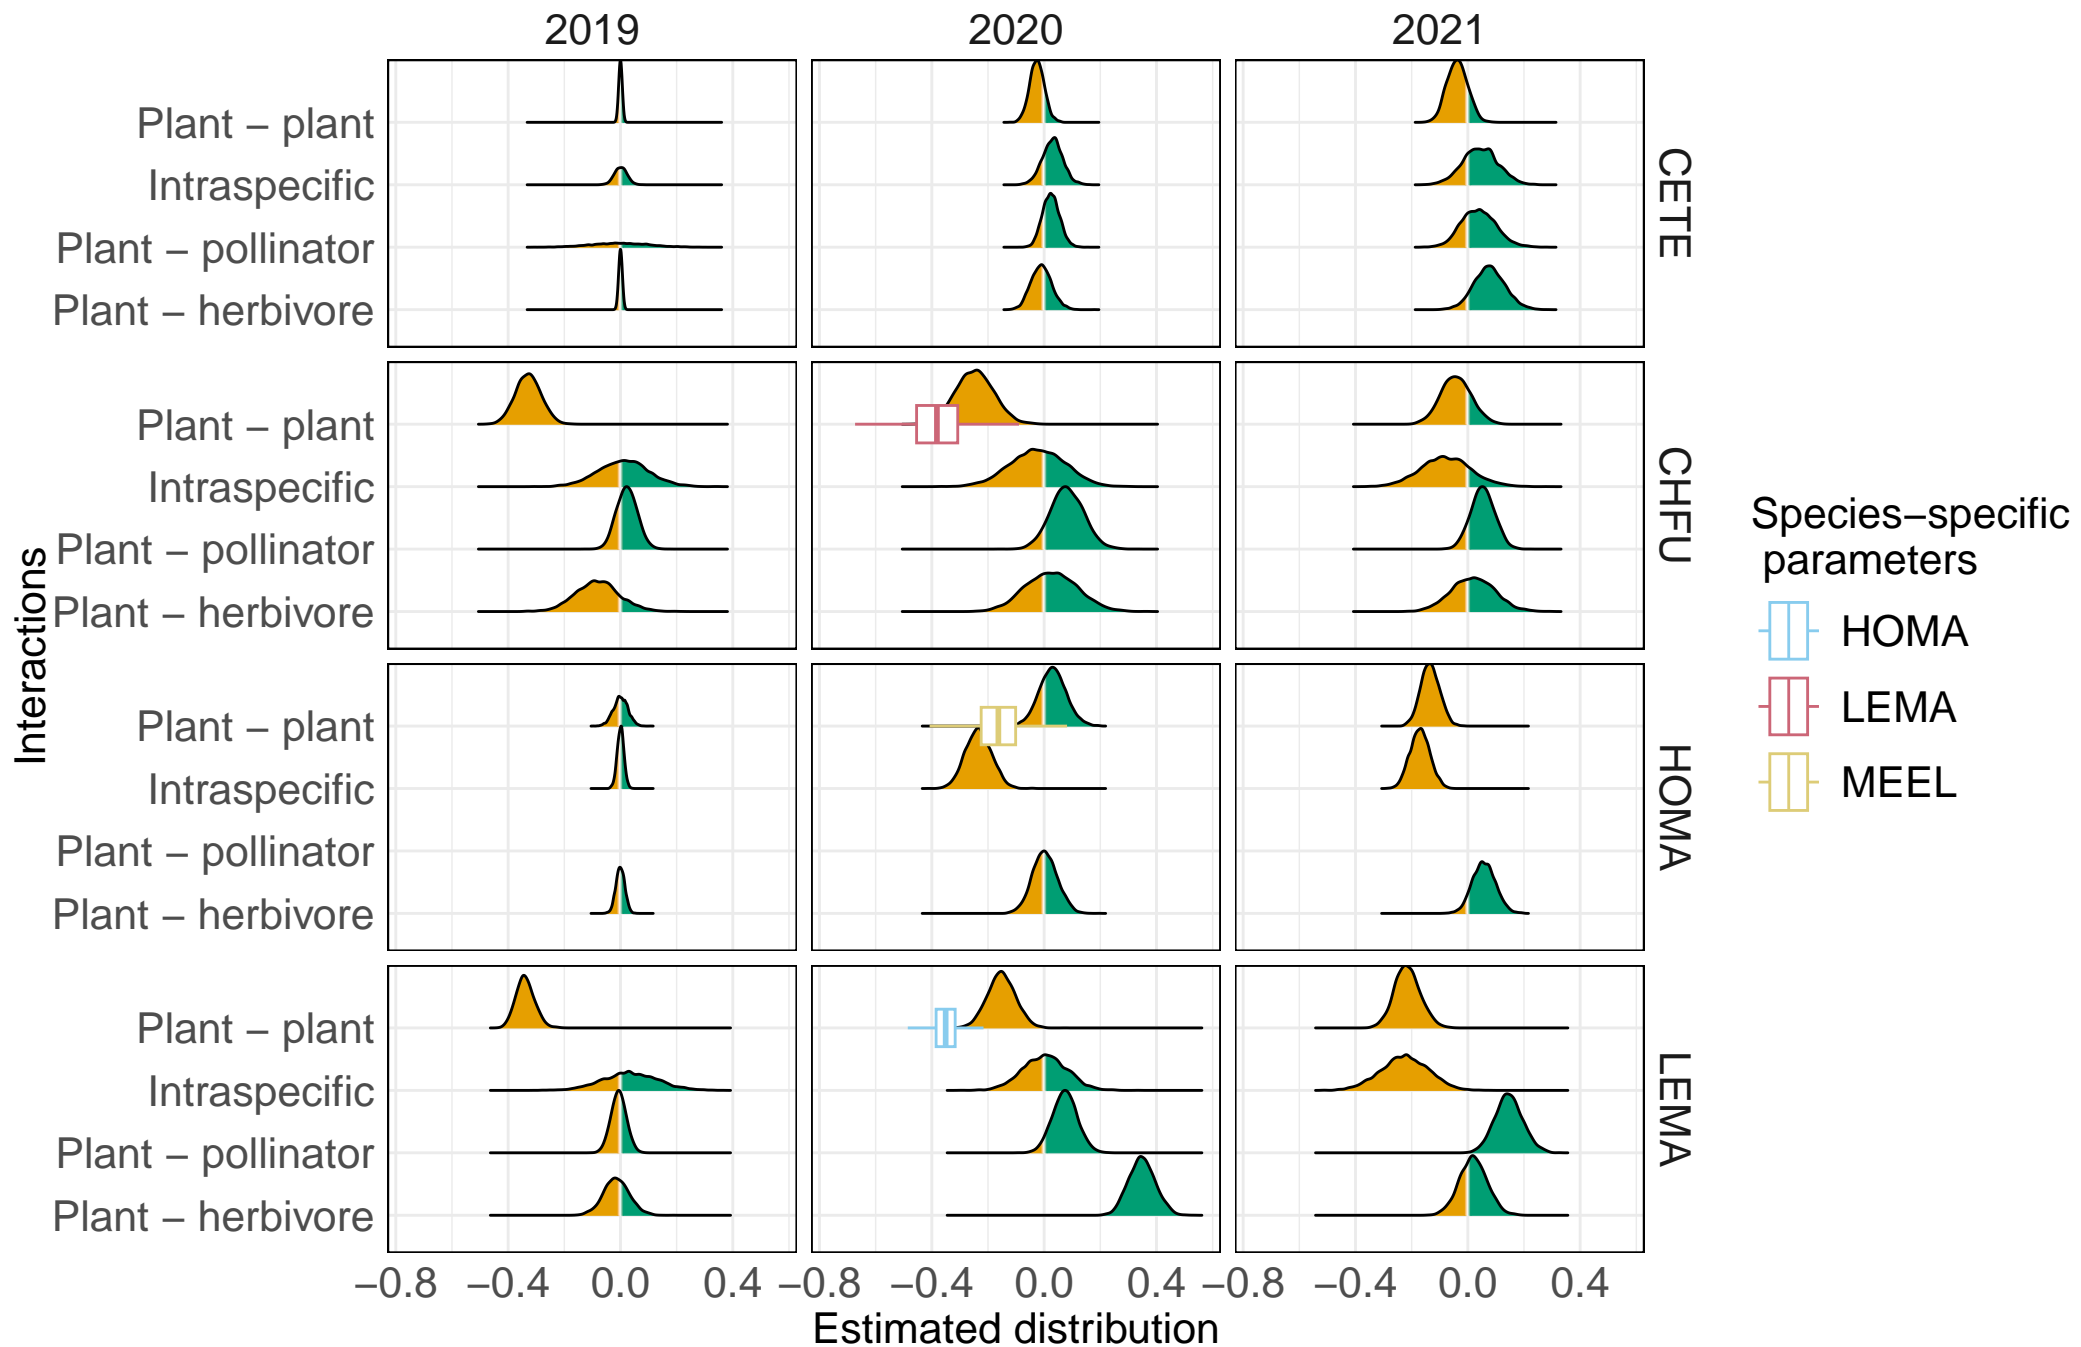 2019 2020 2021
Plant − plant
Intraspecific
Plant − pollinator
Plant − herbivore
CETE
Plant − plant
Intraspecific
Plant − pollinator
Plant − herbivore
CHFU
Plant − plant
Intraspecific
Plant − pollinator
Plant − herbivore
HOMA
Plant − plant
Intraspecific
Plant − pollinator
Plant − herbivore
LEMA
Interactions
−0.8 −0.4 0.0 0.4 −0.8 −0.4 0.0 0.4 −0.8 −0.4 0.0 0.4
Estimated distribution
Species−specific
parameters
HOMA
LEMA
MEEL